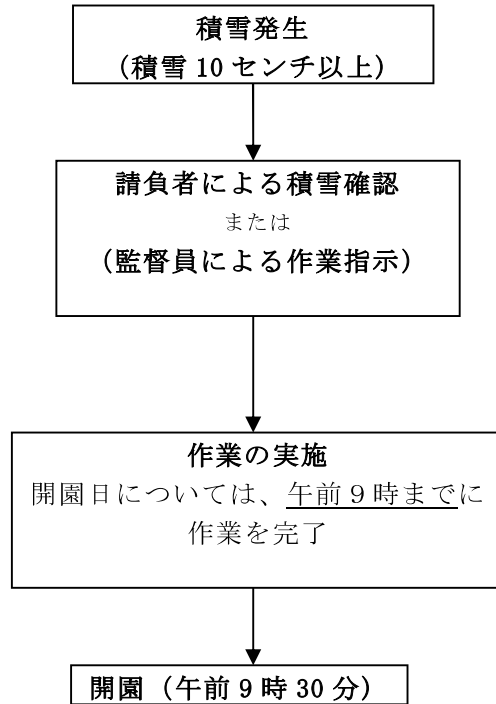 積雪発生
（積雪 10 センチ以上）
請負者による積雪確認
または
（監督員による作業指示）
作業の実施
開園日については、午前９時までに
作業を完了
開園（午前 9 時 30 分）